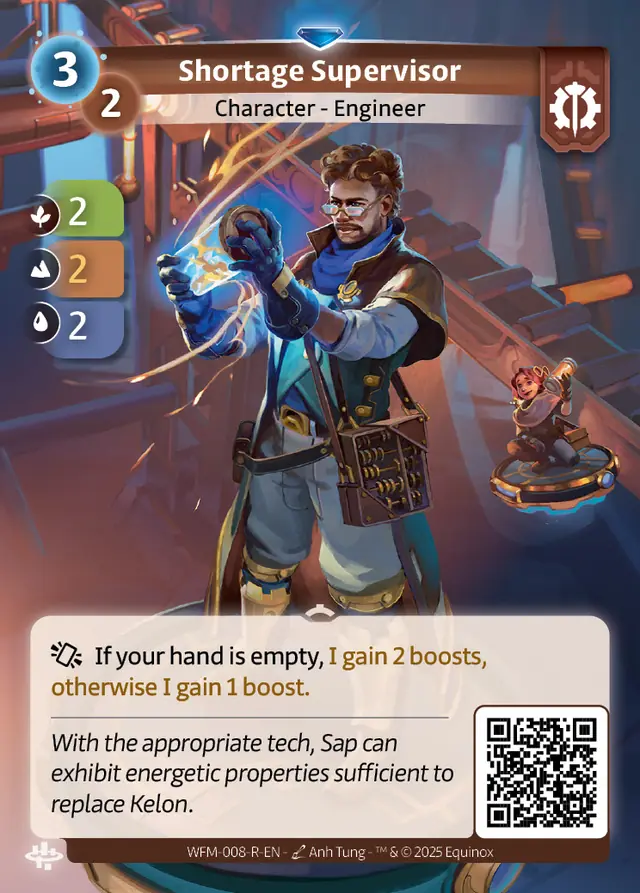 3
Shortage Supervisor
2
Character - Engineer
2
2
2
If your hand is empty, I gain 2 boosts,
otherwise I gain 1 boost.
With the appropriate tech, Sap can
exhibit energetic properties sufficient to
replace Kelon.
WFM-008-R-EN - Anh Tung - ™ & © 2025 Equinox